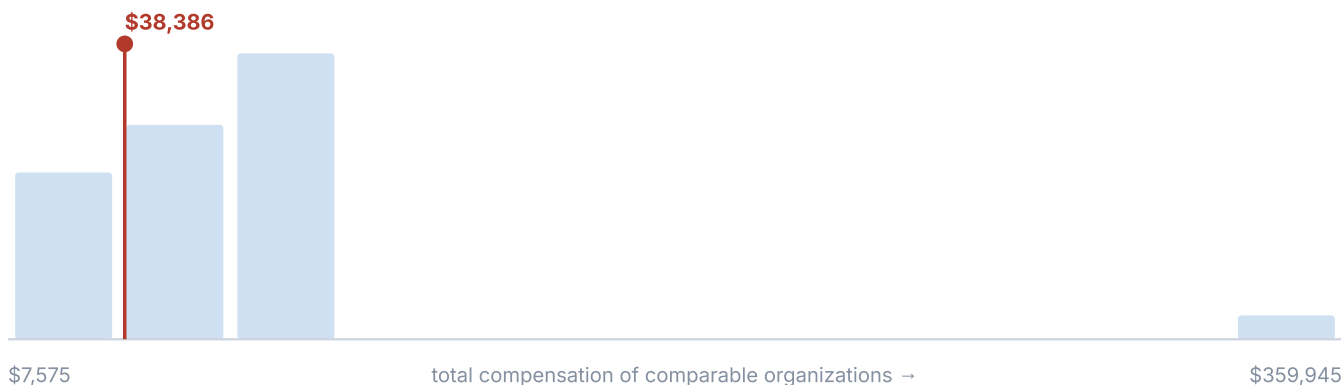 $38,386
$7,575
total compensation of comparable organizations →
$359,945